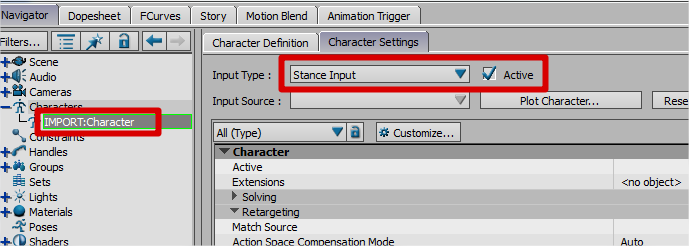 Navigator Dopesheet FCurves Story Motion Blend Animation Trigger
Filters...
Scene
Audio
Cameras
Characters
IMPORT:Character
Constraints
Handles
Groups
Sets
Lights
Materials
Poses
Shaders
Character Definition Character Settings
Input Type : Stance Input Active
Input Source : Plot Character... Rese
All (Type) Customize...
Character
Active
Extensions <no object>
Solving
Retargeting
Match Source
Action Space Compensation Mode Auto